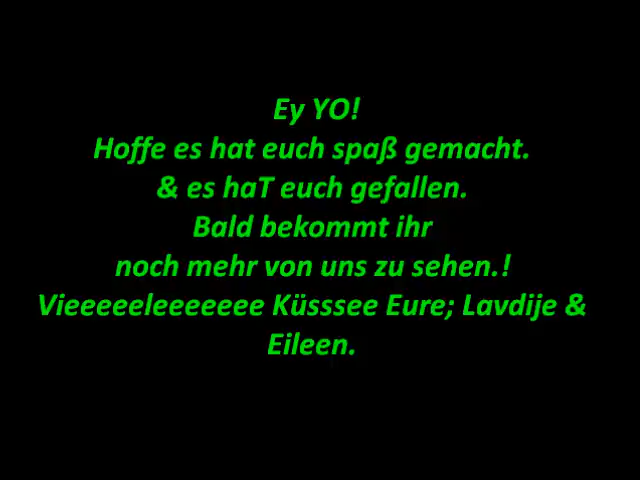 Ey YO!
Hoffe es hat euch spaß gemacht.
& es haT euch gefallen.
Bald bekommt ihr
noch mehr von uns zu sehen.!
Vieeeeeleeeeeee Küsssee Eure; Lavdije &
Eileen.